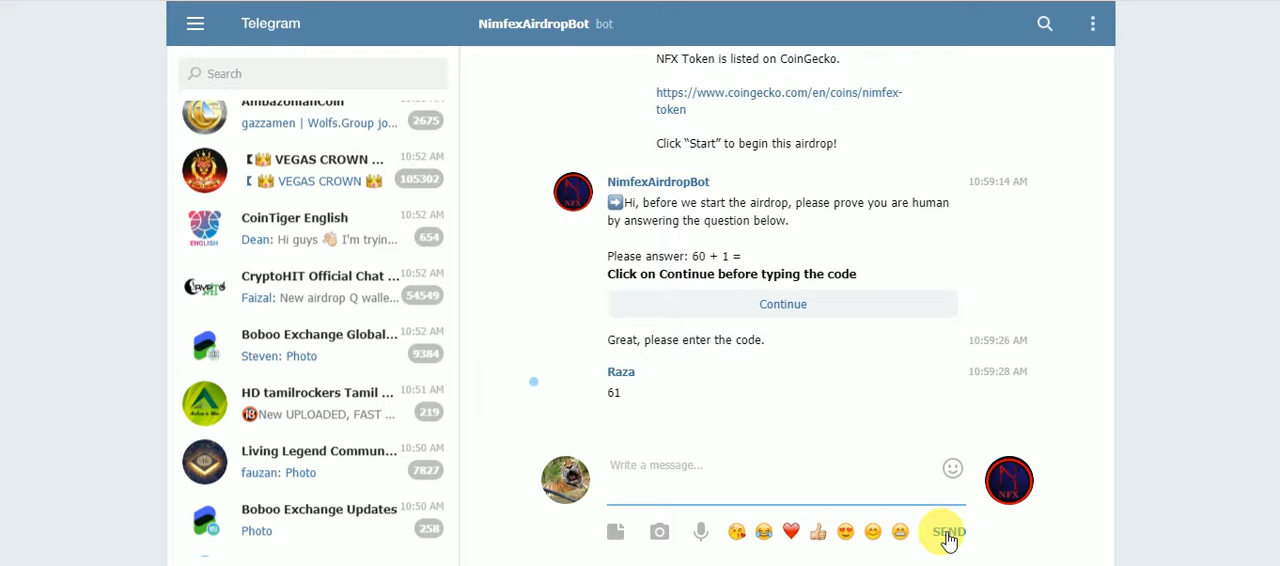 Telegram
NimfexAirdropBot bot
Search
AmbazonianCoin
gazzamen | Wolfs.Group jo...
2675
【👑 VEGAS CROWN ...
10:52 AM
【 👑 VEGAS CROWN 👑
105302
CoinTiger English
10:52 AM
Dean: Hi guys 👋🏻 I'm tryin...
654
ENGLISH
CryptoHIT Official Chat ...
10:52 AM
Faizal: New airdrop Q walle...
54549
Boboo Exchange Global...
10:52 AM
Steven: Photo
9384
HD tamilrockers Tamil ...
10:51 AM
🔞New UPLOADED, FAST ...
219
Living Legend Commun...
10:50 AM
fauzan: Photo
7827
Boboo Exchange Updates
10:50 AM
Photo
258
NFX Token is listed on CoinGecko.
https://www.coingecko.com/en/coins/nimfex-
token
Click “Start” to begin this airdrop!
NimfexAirdropBot
10:59:14 AM
➡️Hi, before we start the airdrop, please prove you are human
by answering the question below.
NFX
Please answer: 60 + 1 =
Click on Continue before typing the code
Continue
Great, please enter the code.
10:59:26 AM
Raza
10:59:28 AM
61
Write a message...
NFX
SEND